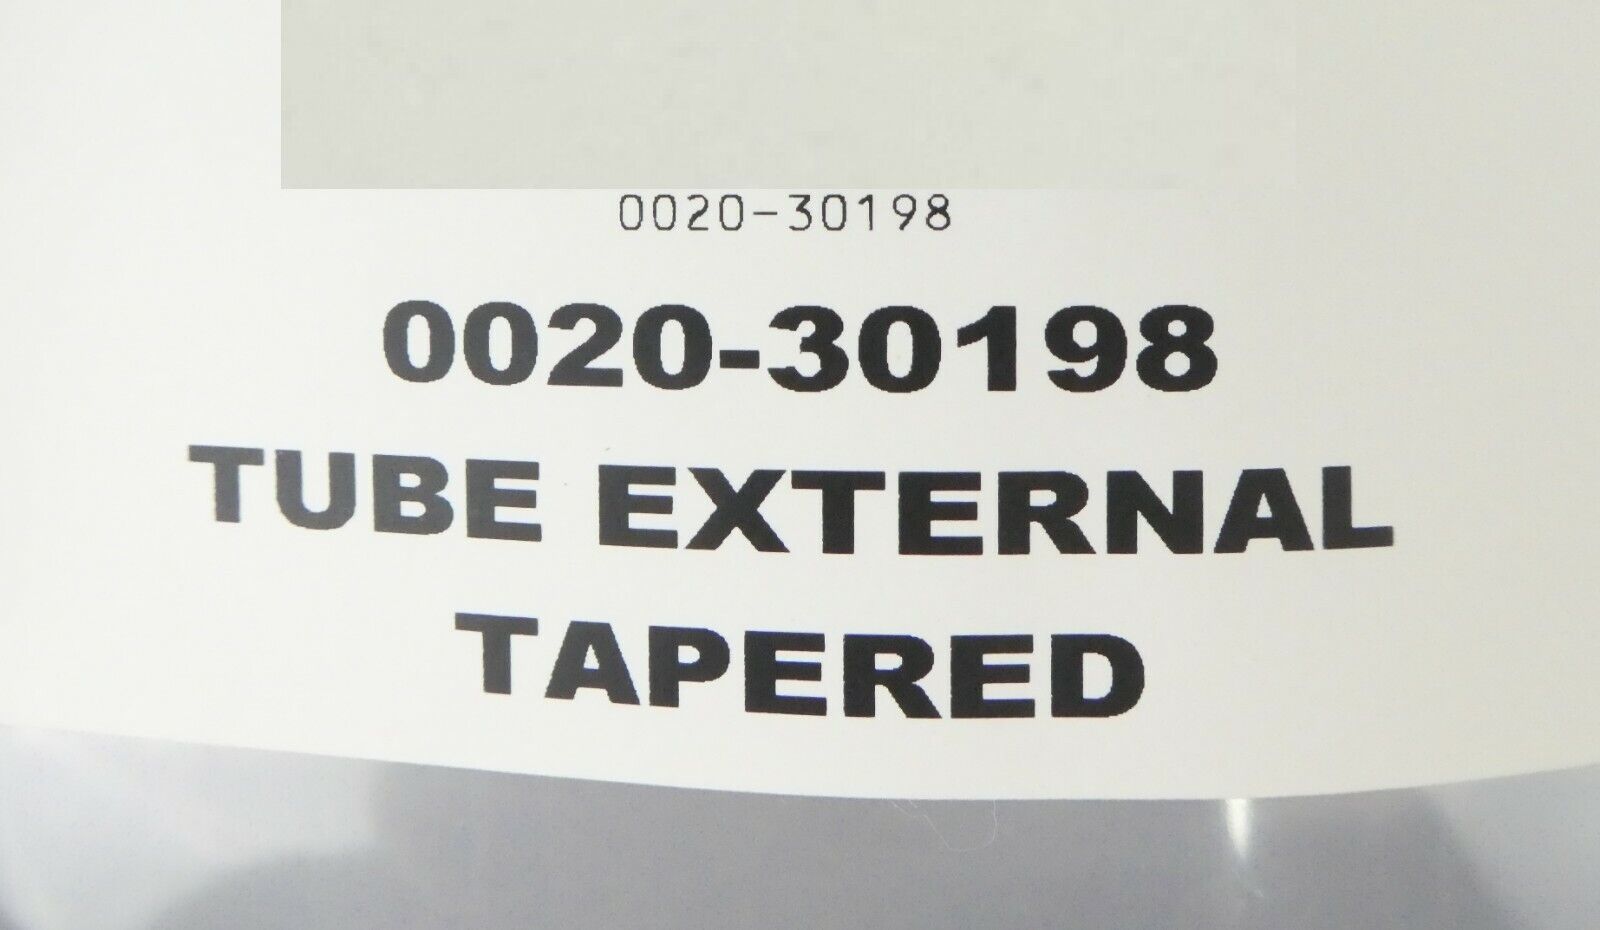 0020-30198
0020-30198
TUBE EXTERNAL
TAPERED